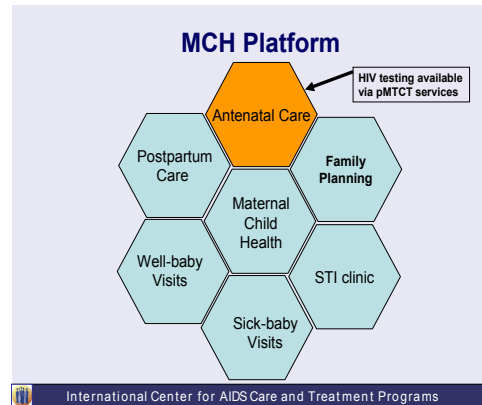 MCH Platform
HIV testing available
via pMTCT services
Antenatal Care
Postpartum
Care
Family
Planning
Maternal
Child
Health
Well-baby
Visits
STI clinic
Sick-baby
Visits
International Center for AIDS Care and Treatment Programs